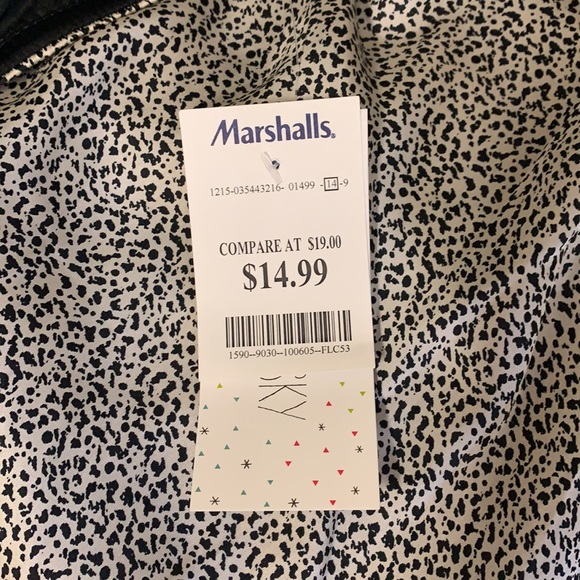 Marshalls.
1215-035443216- 01499 -14-9
COMPARE AT $19.00
$14.99
1590--9030--100605--FLC53